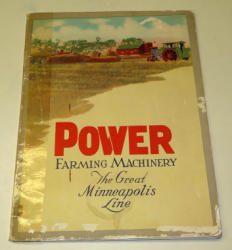 POWER
FARMING MACHINERY
The Great
Minneapolis
Line